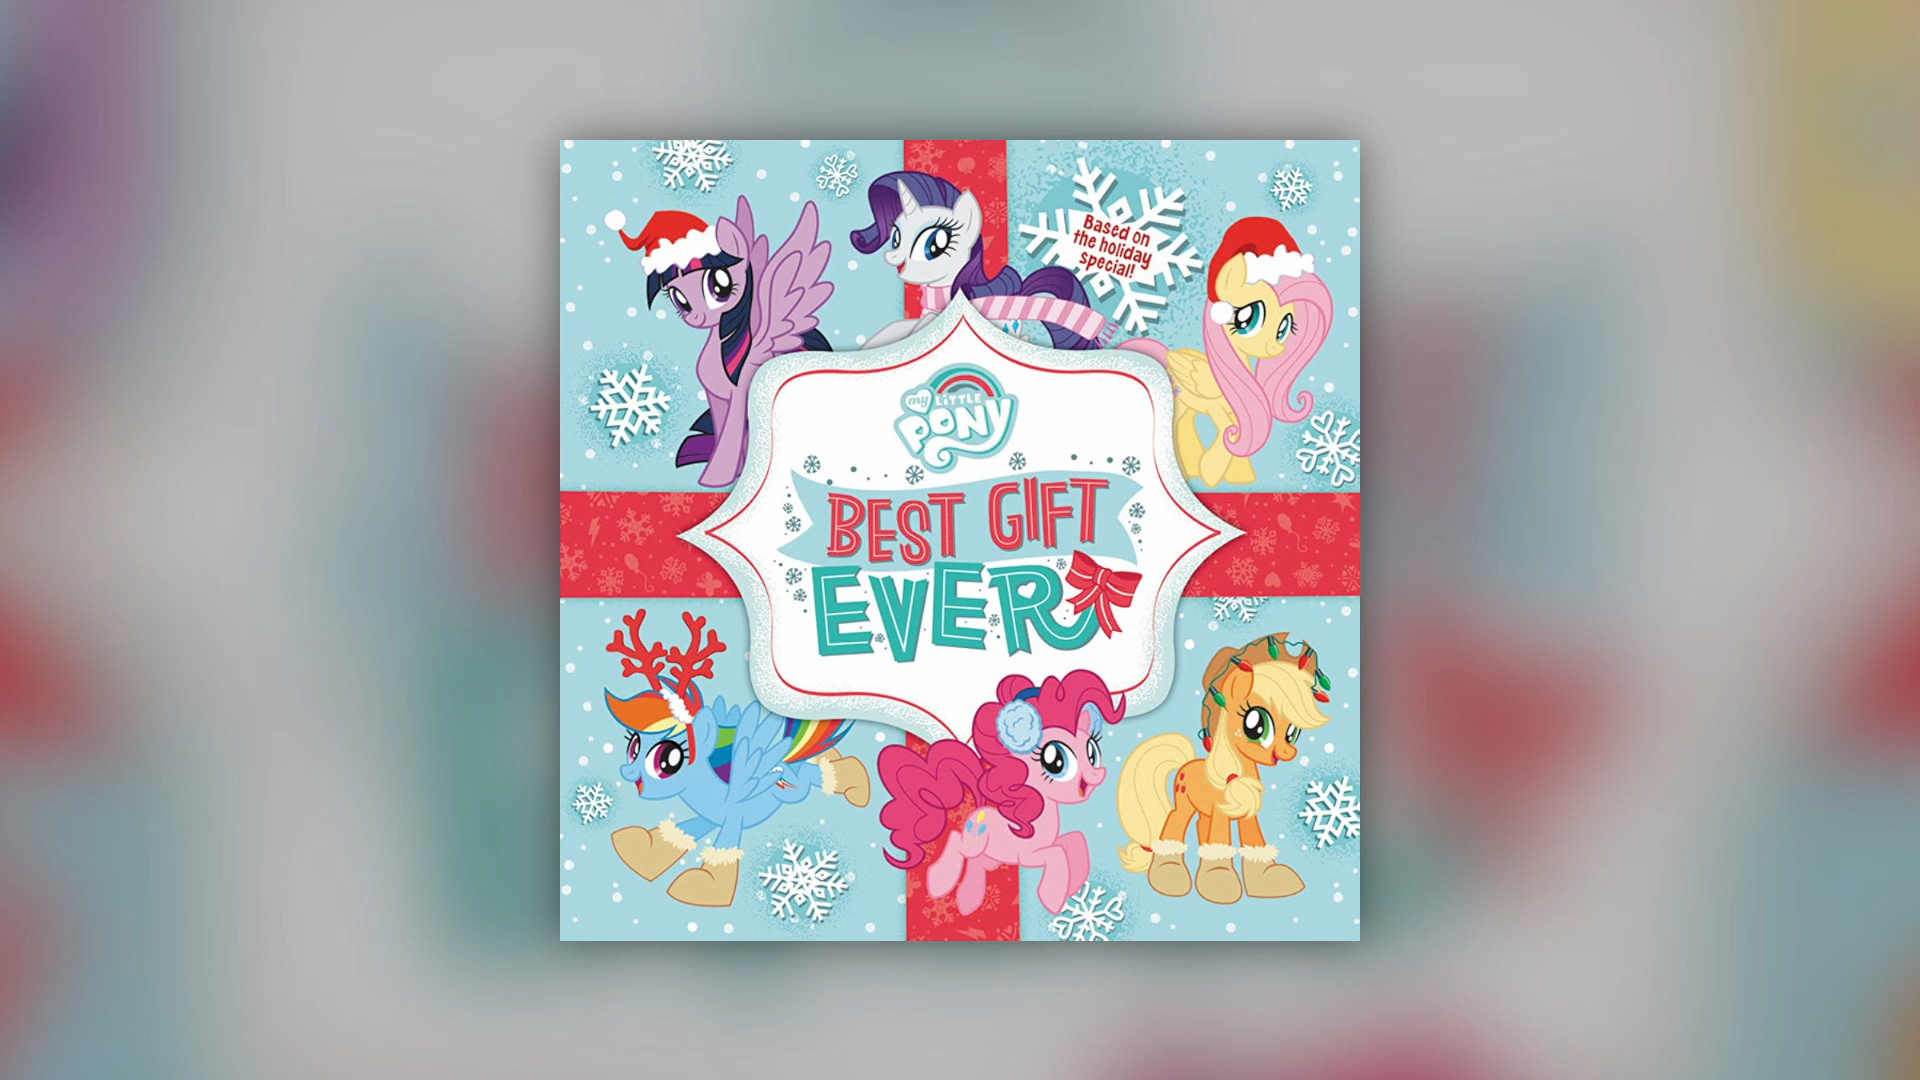 Based on
the holiday
special!
my LiTTLE
PONY
BEST GIFT
EVER